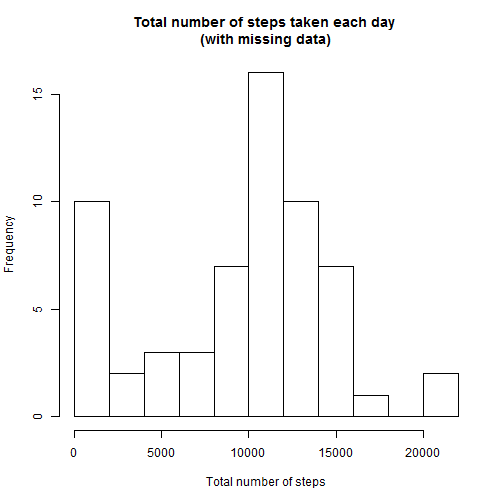 Total number of steps taken each day
(with missing data)
15
10
5
0
Frequency
0 5000 10000 15000 20000
Total number of steps